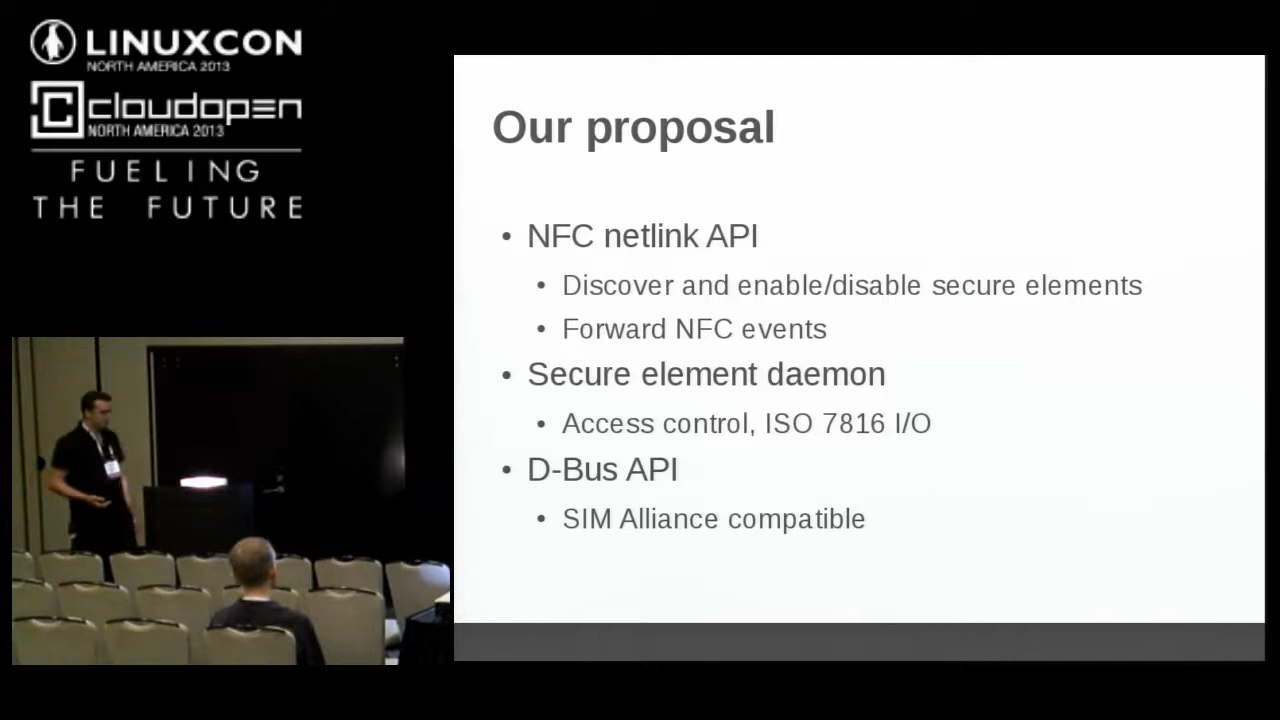 LINUXCON
NORTH AMERICA 2013
cloudopen
NORTH AMERICA 2013
FUELING
THE FUTURE
Our proposal
• NFC netlink API
• Discover and enable/disable secure elements
• Forward NFC events
• Secure element daemon
• Access control, ISO 7816 I/O
• D-Bus API
• SIM Alliance compatible